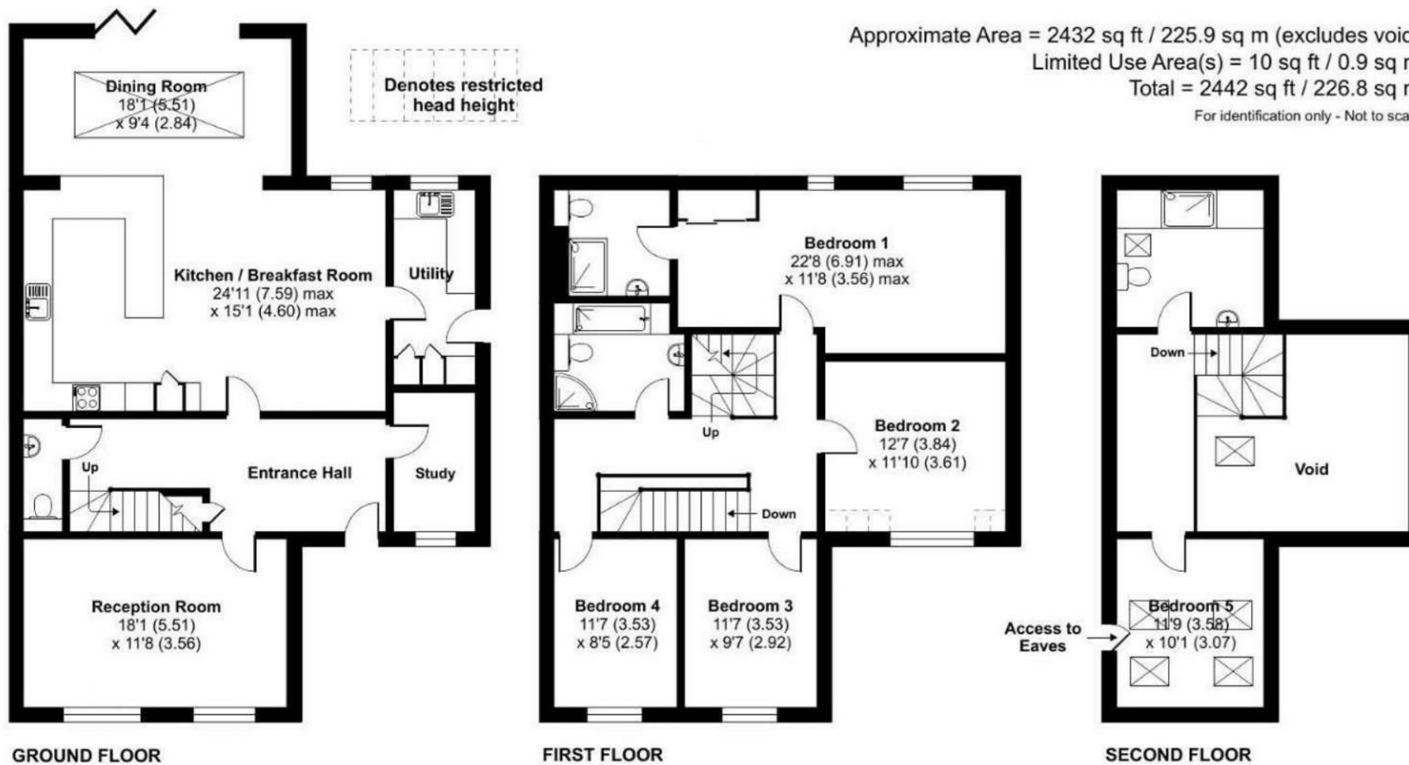 Approximate Area = 2432 sq ft / 225.9 sq m (excludes void
Limited Use Area(s) = 10 sq ft / 0.9 sq m
Total = 2442 sq ft / 226.8 sq m
For identification only - Not to sca
Denotes restricted
head height
Dining Room
18'1 (5.51)
x 9'4 (2.84)
Kitchen / Breakfast Room
24'11 (7.59) max
x 15'1 (4.60) max
Utility
Up
Entrance Hall
Study
Reception Room
18'1 (5.51)
x 11'8 (3.56)
GROUND FLOOR
Bedroom 1
22'8 (6.91) max
x 11'8 (3.56) max
Up
Bedroom 2
12'7 (3.84)
x 11'10 (3.61)
Down
Bedroom 4
11'7 (3.53)
x 8'5 (2.57)
Bedroom 3
11'7 (3.53)
x 9'7 (2.92)
FIRST FLOOR
Down
Void
Bedroom 5
11'9 (3.58)
x 10'1 (3.07)
Access to
Eaves
SECOND FLOOR